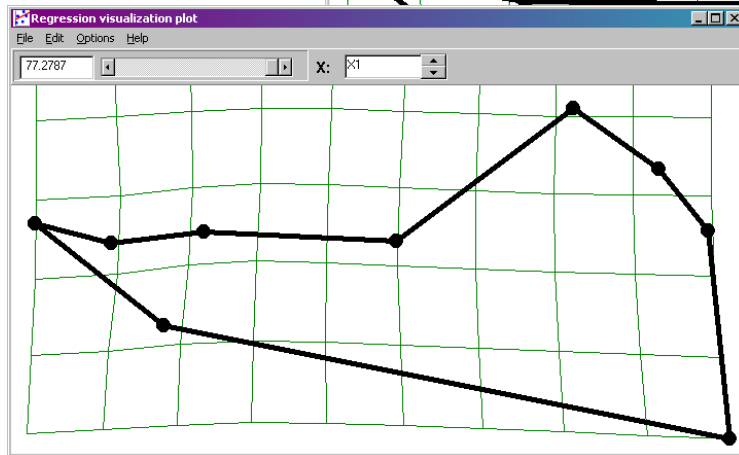 Regression visualization plot
File Edit Options Help
77.2787 X: X1